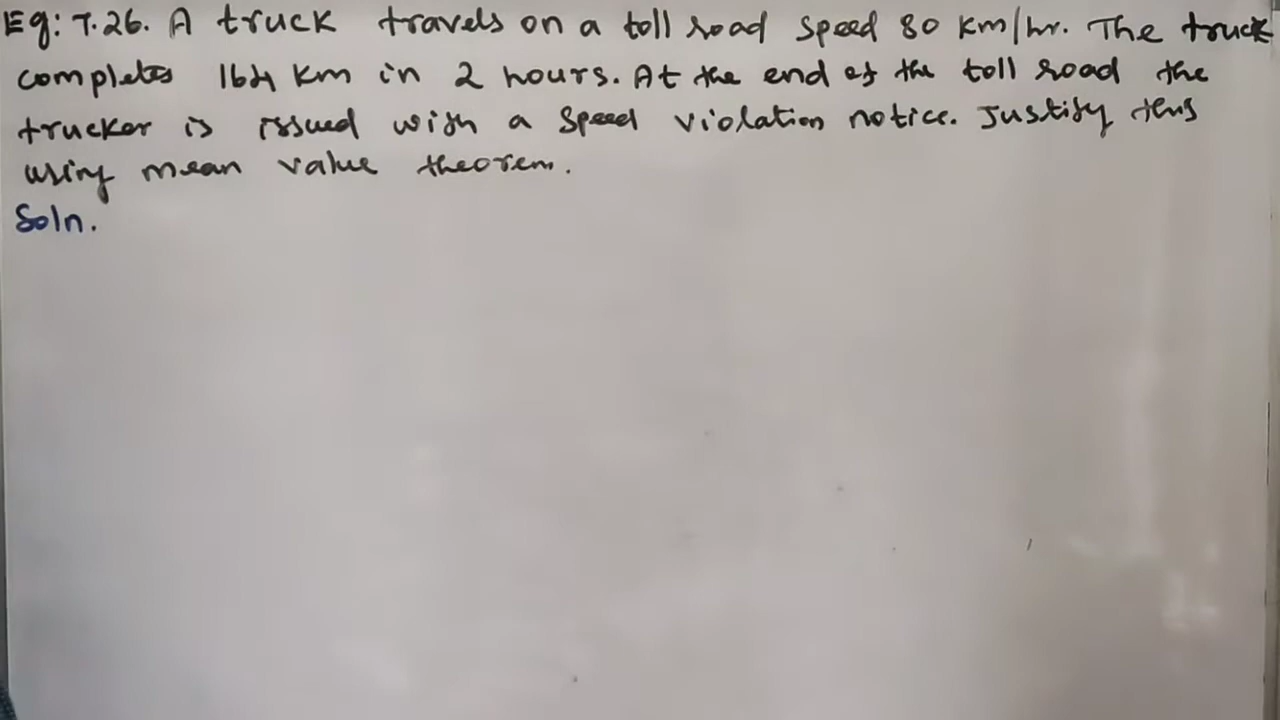 Eg: 7.26. A truck travels on a toll road speed 80 km/hr. The truck
completes 164 km in 2 hours. At the end of the toll road the
trucker is issued with a speed violation notice. Justify this
using mean value theorem.
Soln.